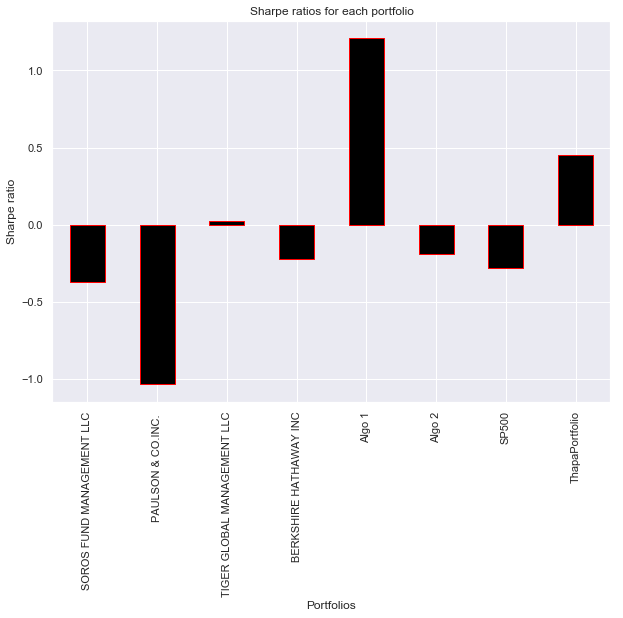 Sharpe ratios for each portfolio
1.0
0.5
0.0
−0.5
−1.0
Sharpe ratio
SOROS FUND MANAGEMENT LLC
PAULSON & CO.INC.
TIGER GLOBAL MANAGEMENT LLC
BERKSHIRE HATHAWAY INC
Algo 1
Algo 2
SP500
ThapaPortfolio
Portfolios